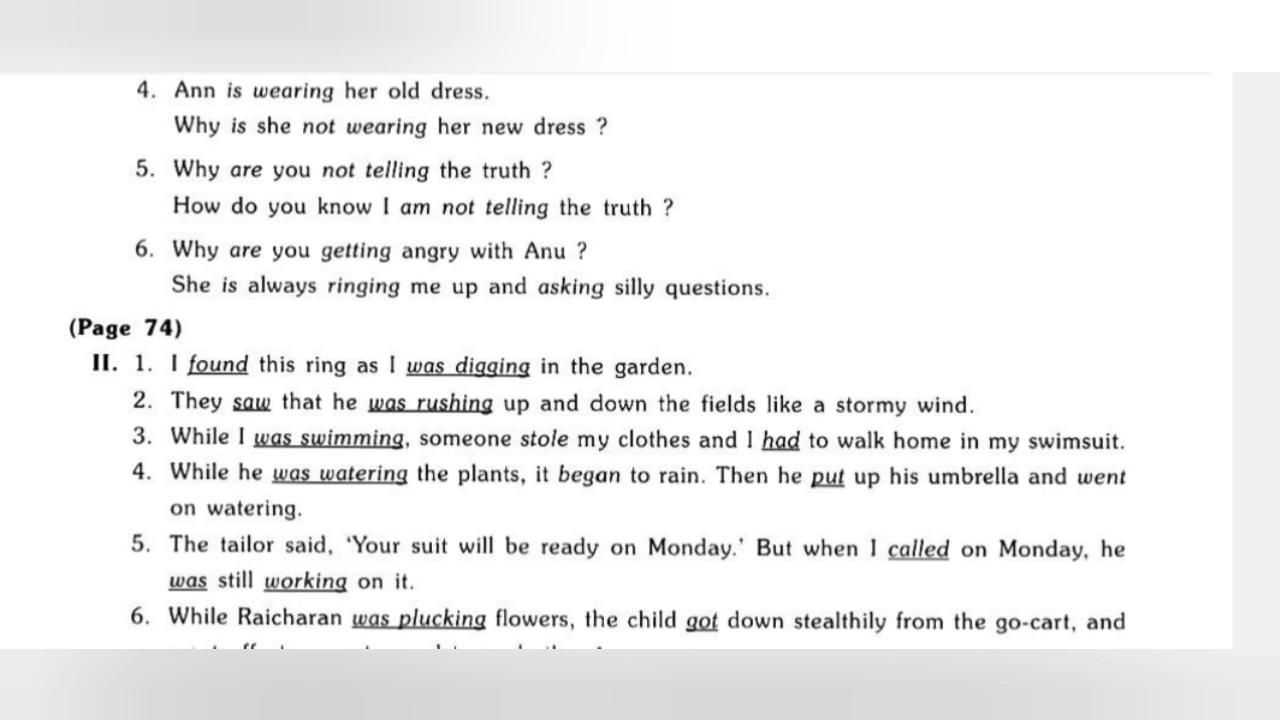 4. Ann is wearing her old dress.
Why is she not wearing her new dress ?
5. Why are you not telling the truth ?
How do you know I am not telling the truth ?
6. Why are you getting angry with Anu ?
She is always ringing me up and asking silly questions.
(Page 74)
II. 1. I found this ring as I was digging in the garden.
2. They saw that he was rushing up and down the fields like a stormy wind.
3. While I was swimming, someone stole my clothes and I had to walk home in my swimsuit.
4. While he was watering the plants, it began to rain. Then he put up his umbrella and went
on watering.
5. The tailor said, ‘Your suit will be ready on Monday.’ But when I called on Monday, he
was still working on it.
6. While Raicharan was plucking flowers, the child got down stealthily from the go-cart, and